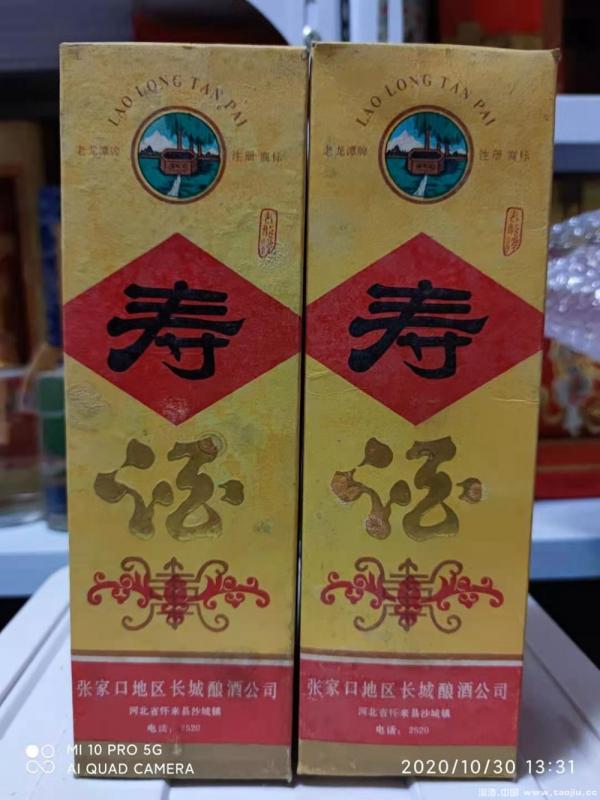 LAO LONG TAN PAI
老龙潭牌 注册商标
寿
酒
张家口地区长城酿酒公司
河北省怀来县沙城镇
电话：2520
LAO LONG TAN PAI
老龙潭牌 注册商标
寿
酒
张家口地区长城酿酒公司
河北省怀来县沙城镇
电话：2520
MI 10 PRO 5G
AI QUAD CAMERA
2020/10/30 13:31
www.taojiu.cc